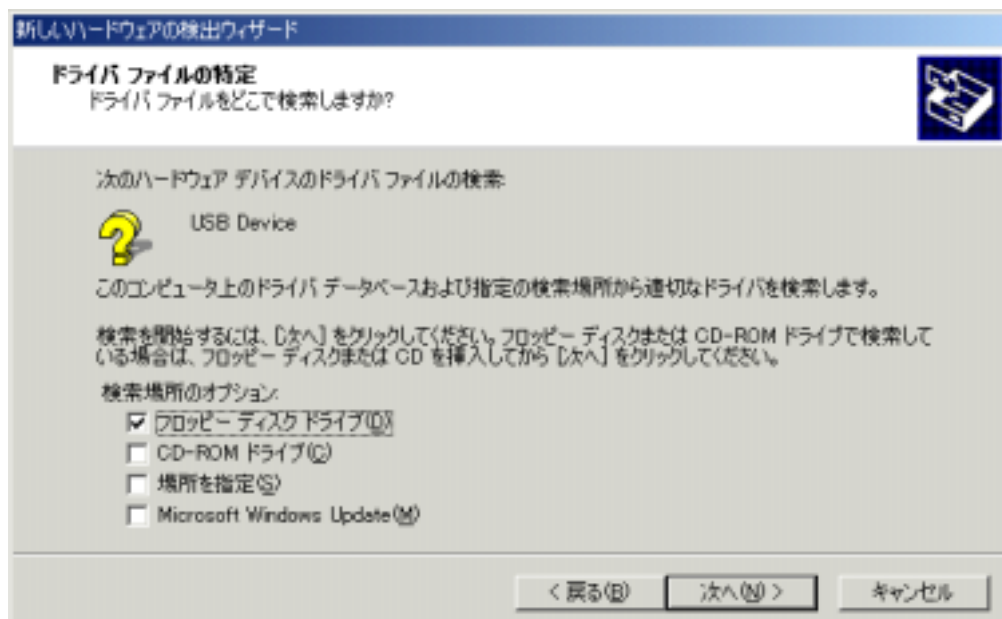 新しいハードウェアの検出ウィザード
ドライバ ファイルの特定
ドライバ ファイルをどこで検索しますか?
次のハードウェア デバイスのドライバ ファイルの検索:
USB Device
このコンピュータ上のドライバ データベースおよび指定の検索場所から適切なドライバを検索します。
検索を開始するには、[次へ] をクリックしてください。フロッピー ディスクまたは CD-ROM ドライブで検索して
いる場合は、フロッピー ディスクまたは CD を挿入してから [次へ] をクリックしてください。
検索場所のオプション:
フロッピー ディスク ドライブ(D)
CD-ROM ドライブ(C)
場所を指定(S)
Microsoft Windows Update(M)
< 戻る(B) 次へ(N) > キャンセル